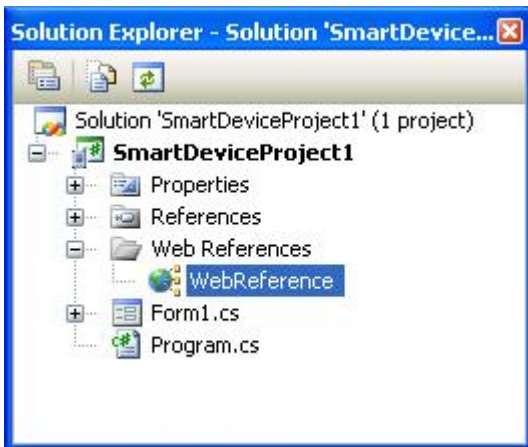 Solution Explorer - Solution 'SmartDevice...
Solution 'SmartDeviceProject1' (1 project)
SmartDeviceProject1
Properties
References
Web References
WebReference
Form1.cs
Program.cs